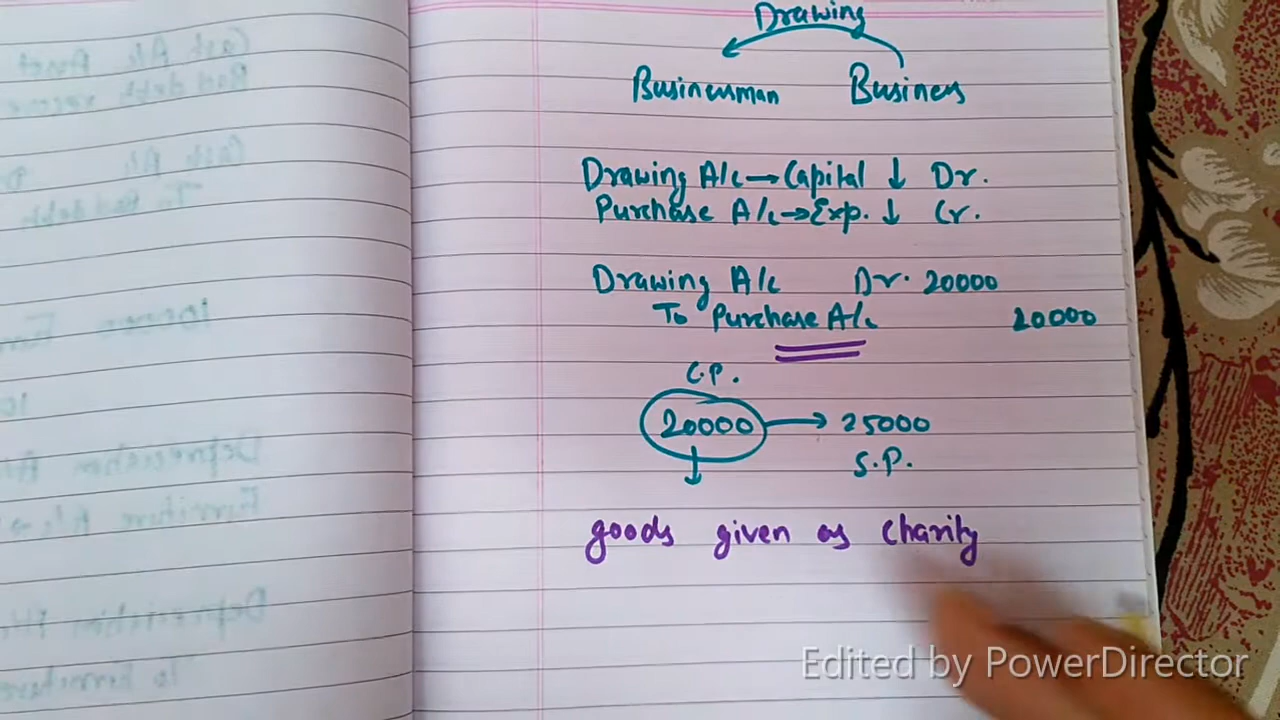 Drawing
Businessman Business
Drawing A/c → Capital ↓ Dr.
Purchase A/c → Exp. ↓ Cr.
Drawing A/c Dr. 20000
To Purchase A/c 20000
C.P.
20000 → 25000
S.P.
goods given as charity
Edited by PowerDirector